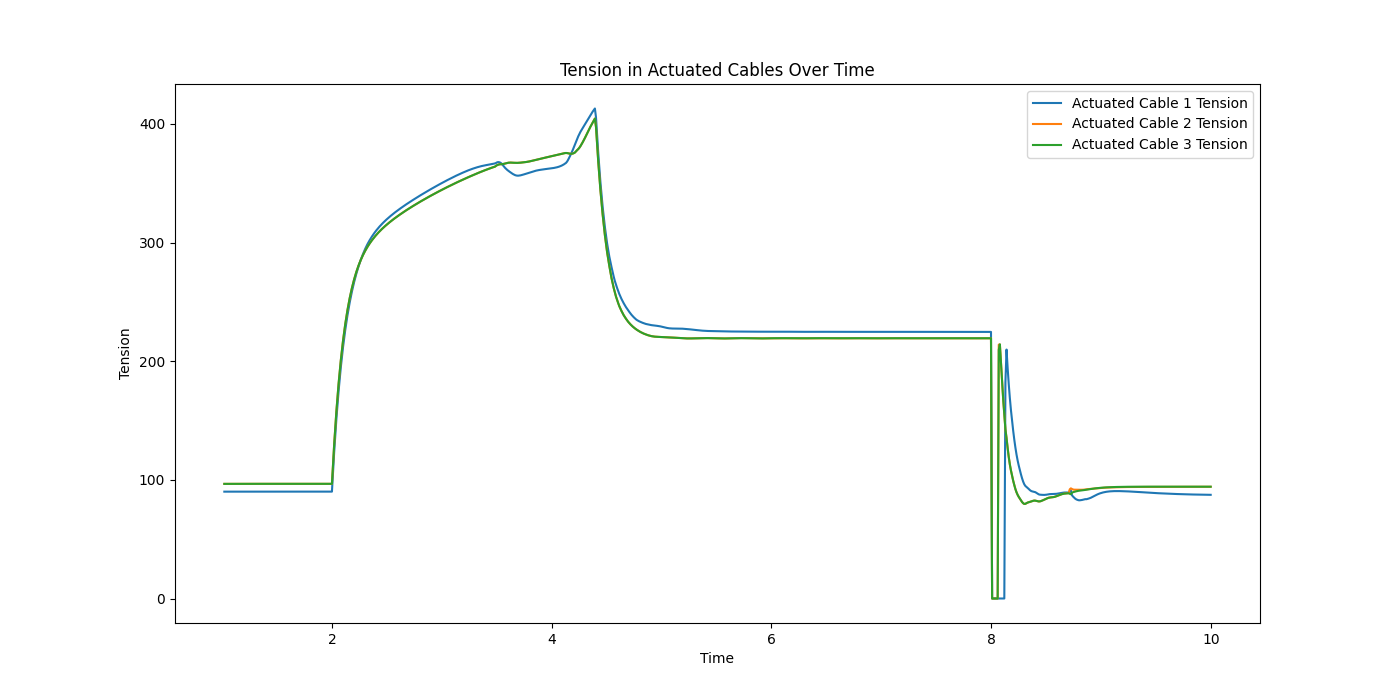 Tension in Actuated Cables Over Time
Actuated Cable 1 Tension
Actuated Cable 2 Tension
Actuated Cable 3 Tension
Tension
400
300
200
100
0
2
4
6
8
10
Time